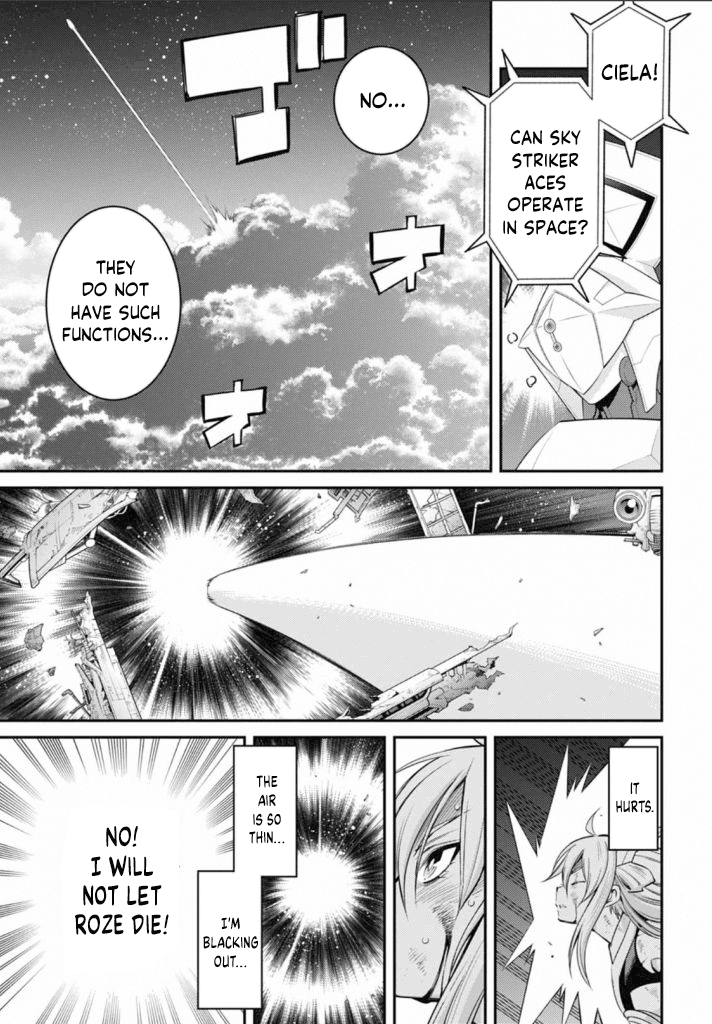 CIELA!
CAN SKY
STRIKER
ACES
OPERATE
IN SPACE?
NO...
ゴ
オ
オ
THEY
DO NOT
HAVE SUCH
FUNCTIONS...
IT
HURTS.
THE
AIR
IS SO
THIN...
I'M
BLACKING
OUT...
NO!
I WILL
NOT LET
ROZE DIE!